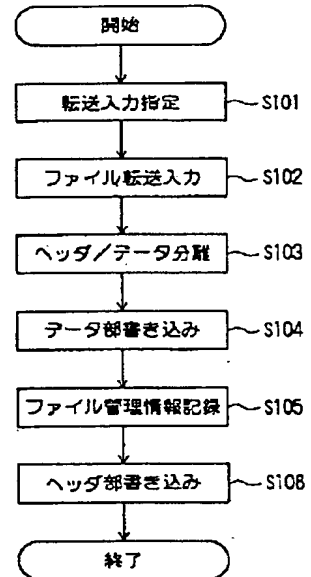 開始
転送入力指定 S101
ファイル転送入力 S102
ヘッダ/データ分離 S103
データ部書き込み S104
ファイル管理情報記録 S105
ヘッダ部書き込み S106
終了